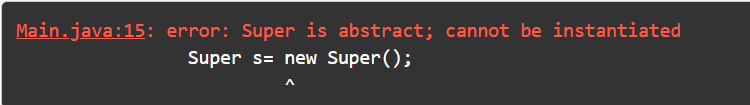 Main.java:15: error: Super is abstract; cannot be instantiated
Super s= new Super();
^